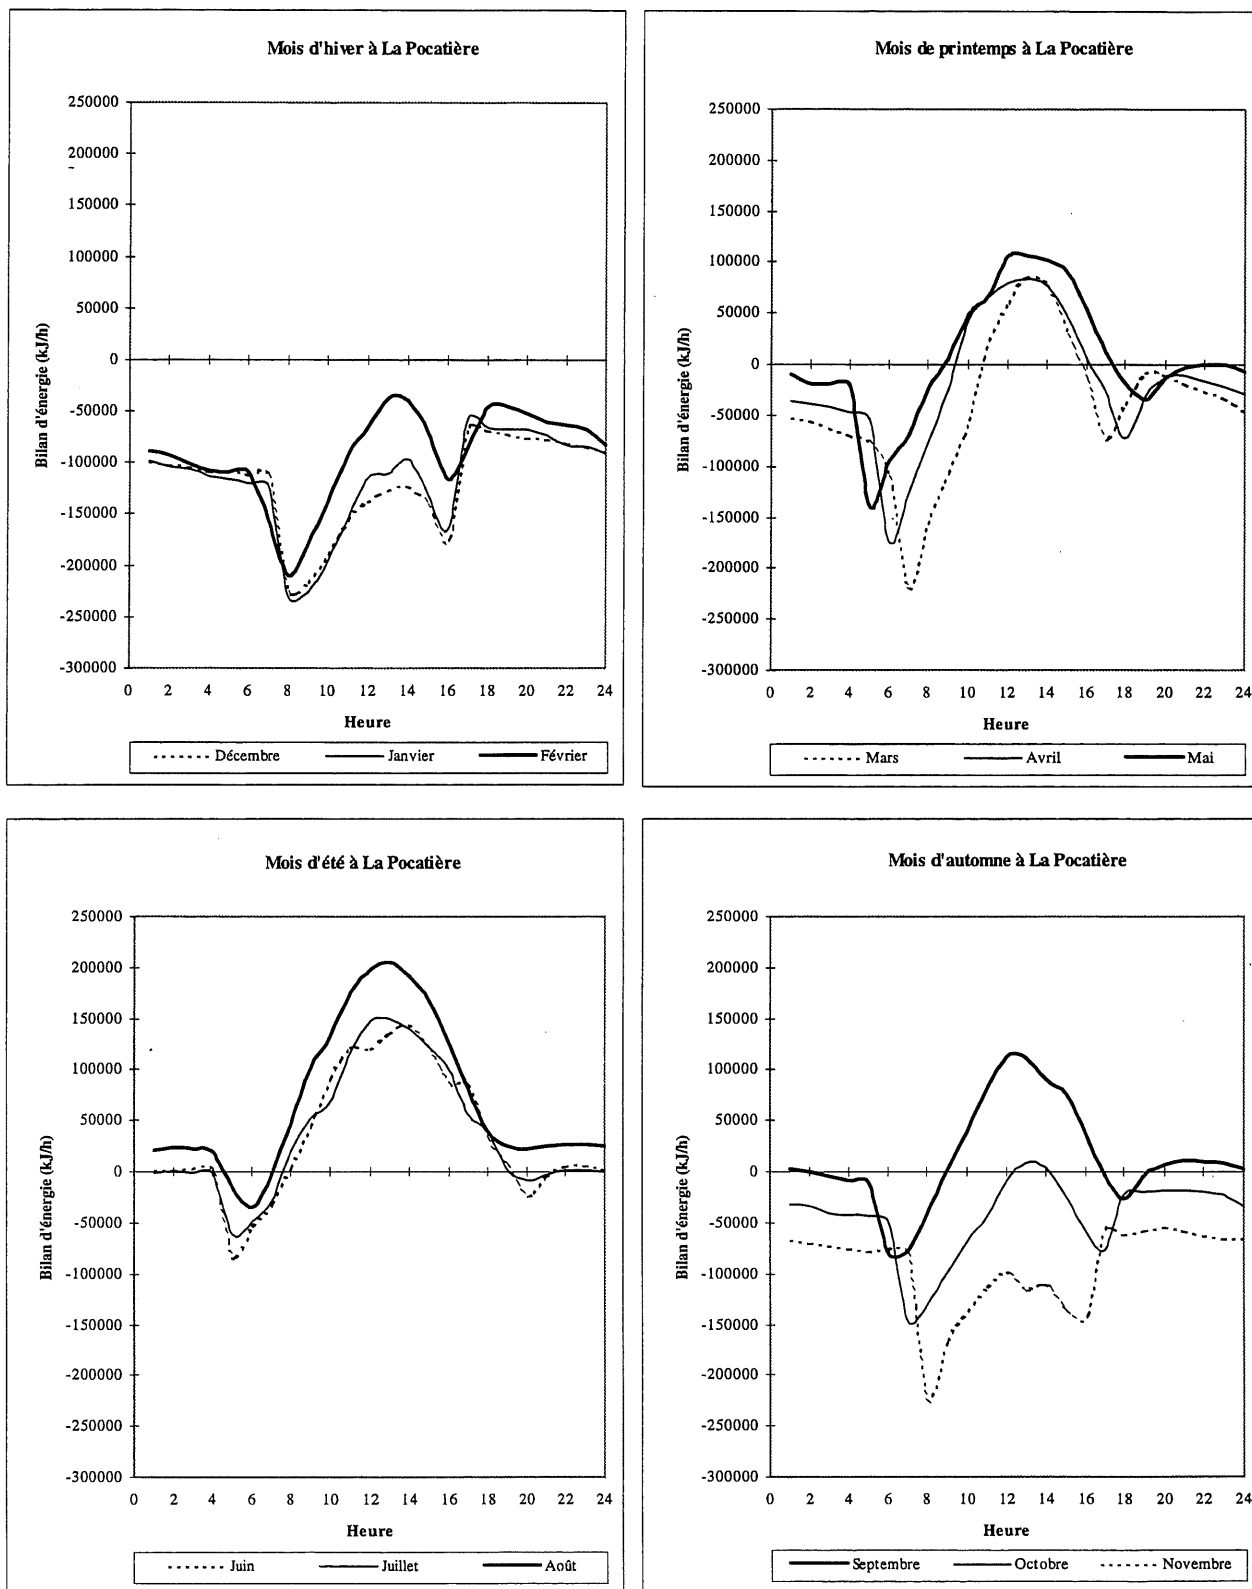 Mois d'hiver à La Pocatière
250000
200000
150000
100000
50000
0
-50000
-100000
-150000
-200000
-250000
-300000
Bilan d'énergie (kJ/h)
0 2 4 6 8 10 12 14 16 18 20 22 24
Heure
Décembre Janvier Février
Mois de printemps à La Pocatière
250000
200000
150000
100000
50000
0
-50000
-100000
-150000
-200000
-250000
-300000
Bilan d'énergie (kJ/h)
0 2 4 6 8 10 12 14 16 18 20 22 24
Heure
Mars Avril Mai
Mois d'été à La Pocatière
250000
200000
150000
100000
50000
0
-50000
-100000
-150000
-200000
-250000
-300000
Bilan d'énergie (kJ/h)
0 2 4 6 8 10 12 14 16 18 20 22 24
Heure
Juin Juillet Août
Mois d'automne à La Pocatière
250000
200000
150000
100000
50000
0
-50000
-100000
-150000
-200000
-250000
-300000
Bilan d'énergie (kJ/h)
0 2 4 6 8 10 12 14 16 18 20 22 24
Heure
Septembre Octobre Novembre